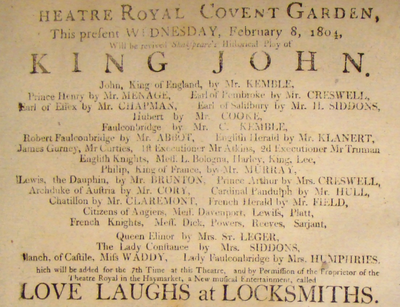 HEATRE ROYAL COVENT GARDEN,
This present WEDNESDAY, February 8, 1804,
Will be revived Shakspeare's Historical Play of
KING JOHN.
John, King of England, by Mr. KEMBLE,
Prince Henry by Mr. MENAGE, Earl of Pembroke by Mr. CRESWELL,
Earl of Essex by Mr. CHAPMAN, Earl of Salisbury by Mr. H. SIDDONS,
Hubert by Mr. COOKE,
Faulconbridge by Mr. C. KEMBLE,
Robert Faulconbridge by Mr. ABBOT, English Herald by Mr. KLANERT,
James Gurney, Mr Curties, 1st Executioner Mr Atkins, 2d Executioner Mr Truman
English Knights, Mess. L. Bologna, Harley, King, Lee,
Philip, King of France, by Mr. MURRAY,
Lewis, the Dauphin, by Mr. BRUNTON, Prince Arthur by Mrs. CRESWELL,
Archduke of Austria by Mr. CORY, Cardinal Pandulph by Mr. HULL,
Chatillon by Mr. CLAREMONT, French Herald by Mr. FIELD,
Citizens of Angiers, Mess. Davenport, Lewiss, Platt,
French Knights, Mess. Dick, Powers, Reeves, Sarjant,
Queen Elinor by Mrs. St. LEGER,
The Lady Constance by Mrs. SIDDONS,
Blanch. of Castile, Miss WADDY, Lady Faulconbridge by Mrs. HUMPHRIES.
hich will be added for the 7th Time at this Theatre, and by Permission of the Proprietor of the
Theatre Royal in the Haymarket, a New musical Entertainment, called
LOVE LAUGHS at LOCKSMITHS.